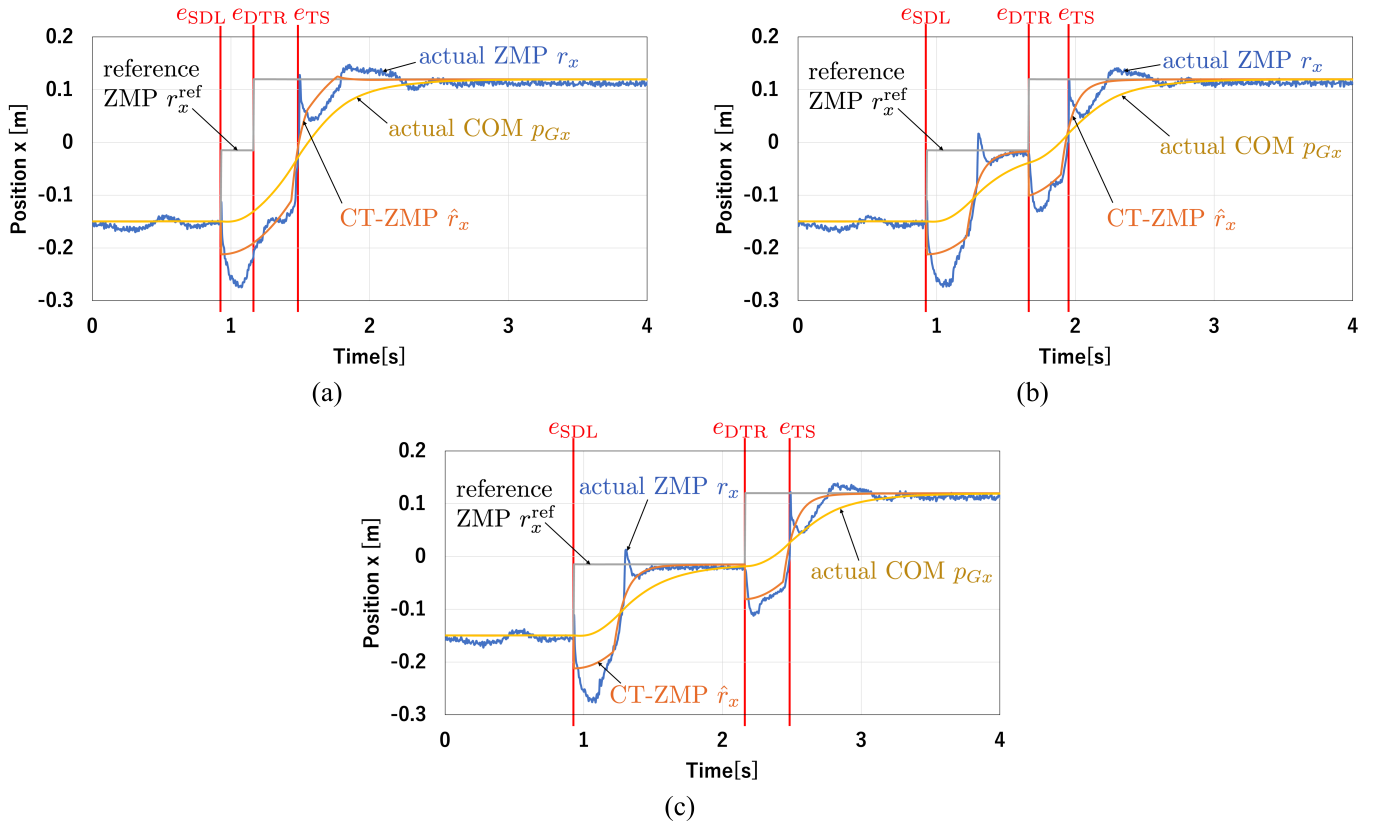 e_SDL e_DTR e_TS
0.2
0.1
0
-0.1
-0.2
-0.3
Position x [m]
reference
ZMP r_x^ref
actual ZMP r_x
actual COM p_Gx
CT-ZMP r̂_x
0 1 2 3 4
Time[s]
(a)
e_SDL e_DTR e_TS
0.2
0.1
0
-0.1
-0.2
-0.3
Position x [m]
reference
ZMP r_x^ref
actual ZMP r_x
actual COM p_Gx
CT-ZMP r̂_x
0 1 2 3 4
Time[s]
(b)
e_SDL e_DTR e_TS
0.2
0.1
0
-0.1
-0.2
-0.3
Position x [m]
reference
ZMP r_x^ref
actual ZMP r_x
actual COM p_Gx
CT-ZMP r̂_x
0 1 2 3 4
Time[s]
(c)